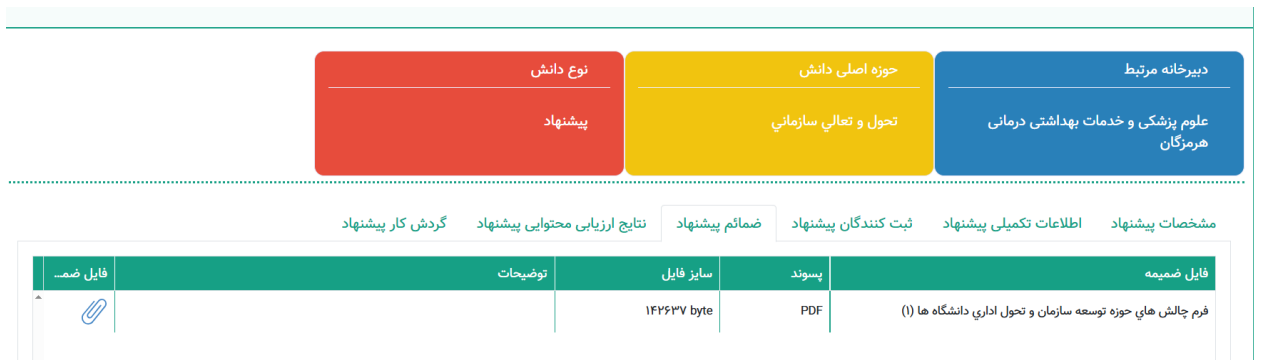 دبیرخانه مرتبط
علوم پزشکی و خدمات بهداشتی درمانی
هرمزگان
حوزه اصلی دانش
تحول و تعالي سازماني
نوع دانش
پیشنهاد
مشخصات پیشنهاد اطلاعات تکمیلی پیشنهاد ثبت کنندگان پیشنهاد ضمائم پیشنهاد نتایج ارزیابی محتوایی پیشنهاد گردش کار پیشنهاد
فایل ضمیمه پسوند سایز فایل توضیحات فایل ضمـ...
فرم چالش هاي حوزه توسعه سازمان و تحول اداري دانشگاه ها (۱) PDF ۱۴۲۶۳۷ byte